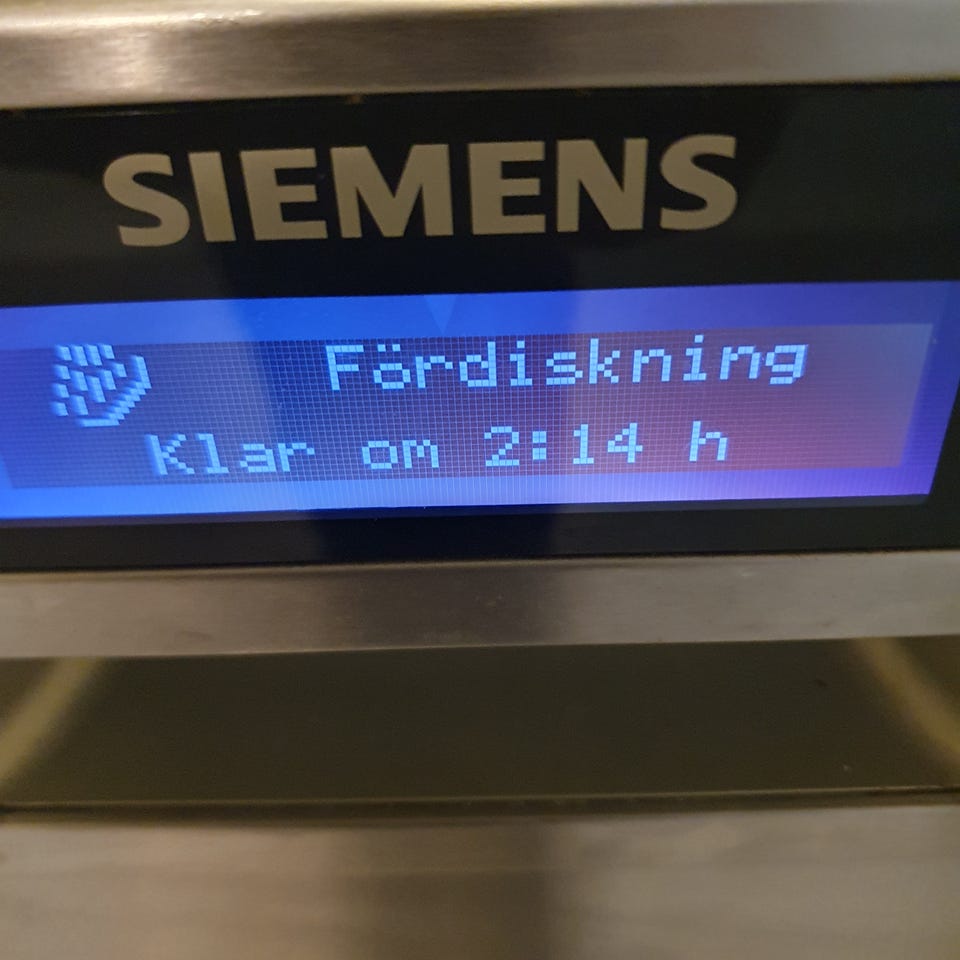 SIEMENS
Fördiskning
Klar om 2:14 h